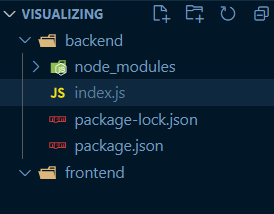 VISUALIZING
backend
node_modules
JS index.js
package-lock.json
package.json
frontend